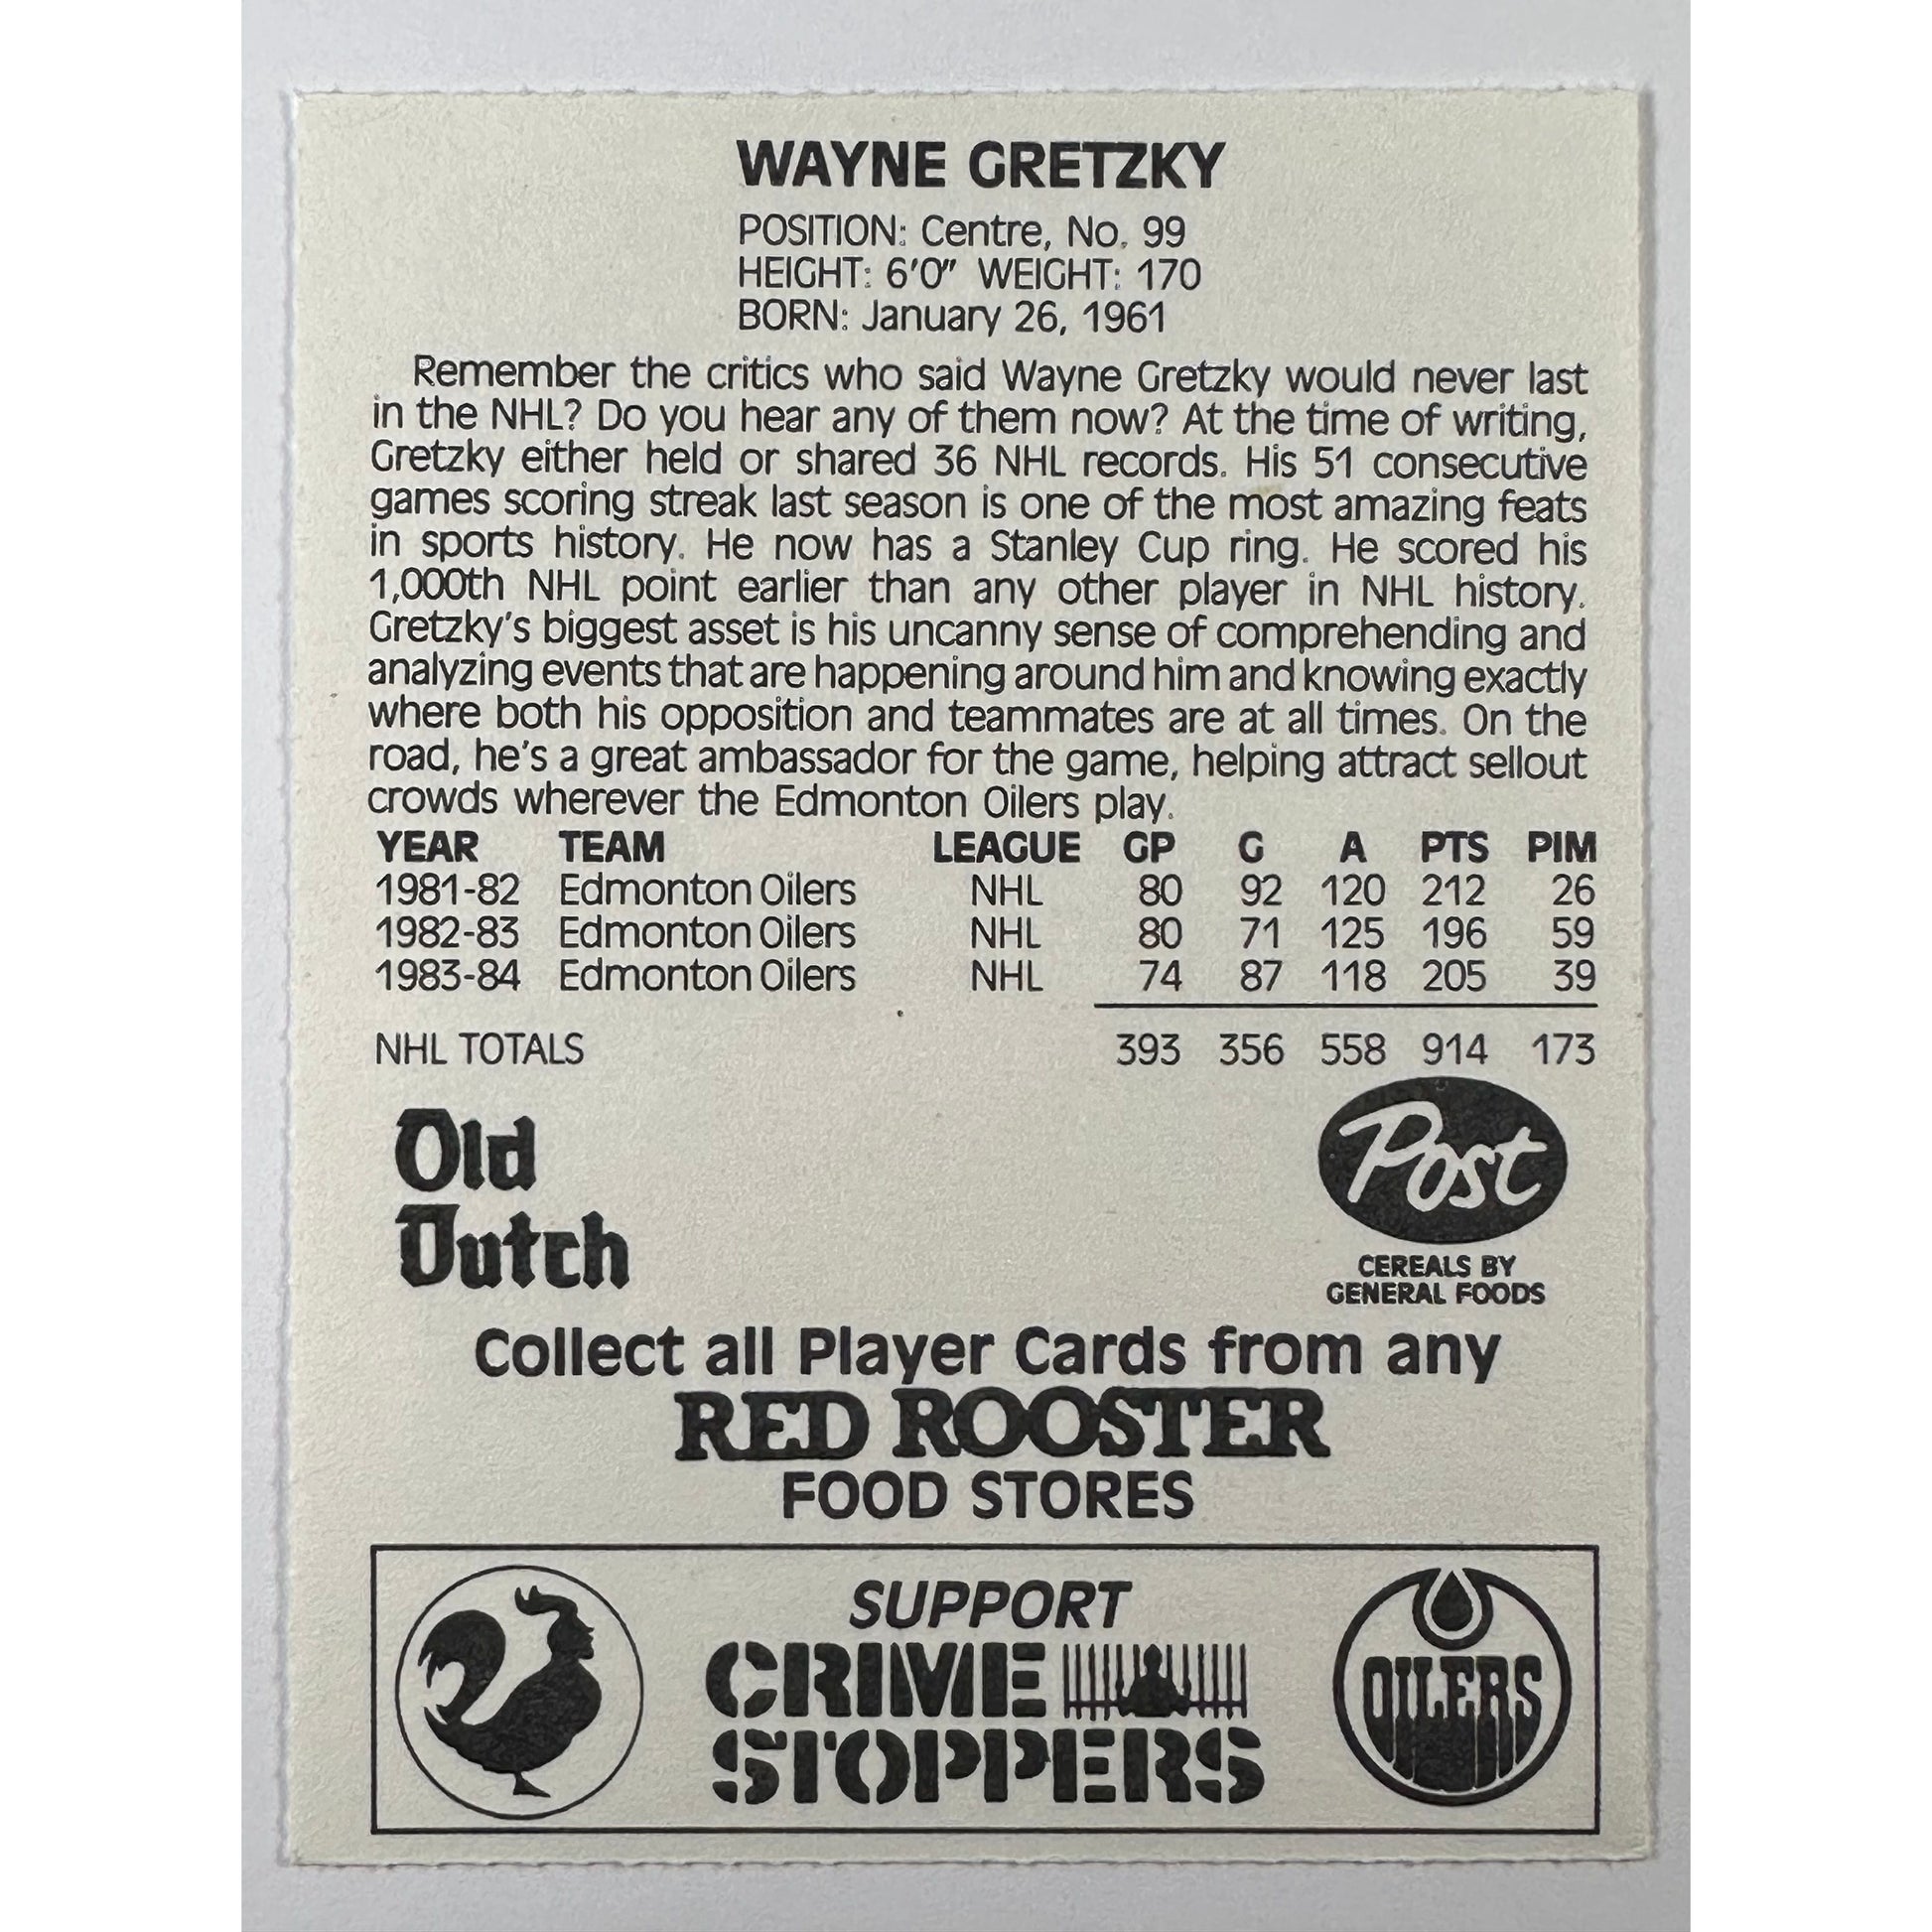 WAYNE GRETZKY
POSITION: Centre, No. 99
HEIGHT: 6'0" WEIGHT: 170
BORN: January 26, 1961
Remember the critics who said Wayne Gretzky would never last
in the NHL? Do you hear any of them now? At the time of writing,
Gretzky either held or shared 36 NHL records. His 51 consecutive
games scoring streak last season is one of the most amazing feats
in sports history. He now has a Stanley Cup ring. He scored his
1,000th NHL point earlier than any other player in NHL history.
Gretzky's biggest asset is his uncanny sense of comprehending and
analyzing events that are happening around him and knowing exactly
where both his opposition and teammates are at all times. On the
road, he's a great ambassador for the game, helping attract sellout
crowds wherever the Edmonton Oilers play.
YEAR TEAM LEAGUE GP G A PTS PIM
1981-82 Edmonton Oilers NHL 80 92 120 212 26
1982-83 Edmonton Oilers NHL 80 71 125 196 59
1983-84 Edmonton Oilers NHL 74 87 118 205 39
NHL TOTALS 393 356 558 914 173
Old
Dutch
Post
CEREALS BY
GENERAL FOODS
Collect all Player Cards from any
RED ROOSTER
FOOD STORES
SUPPORT
CRIME
STOPPERS
OILERS